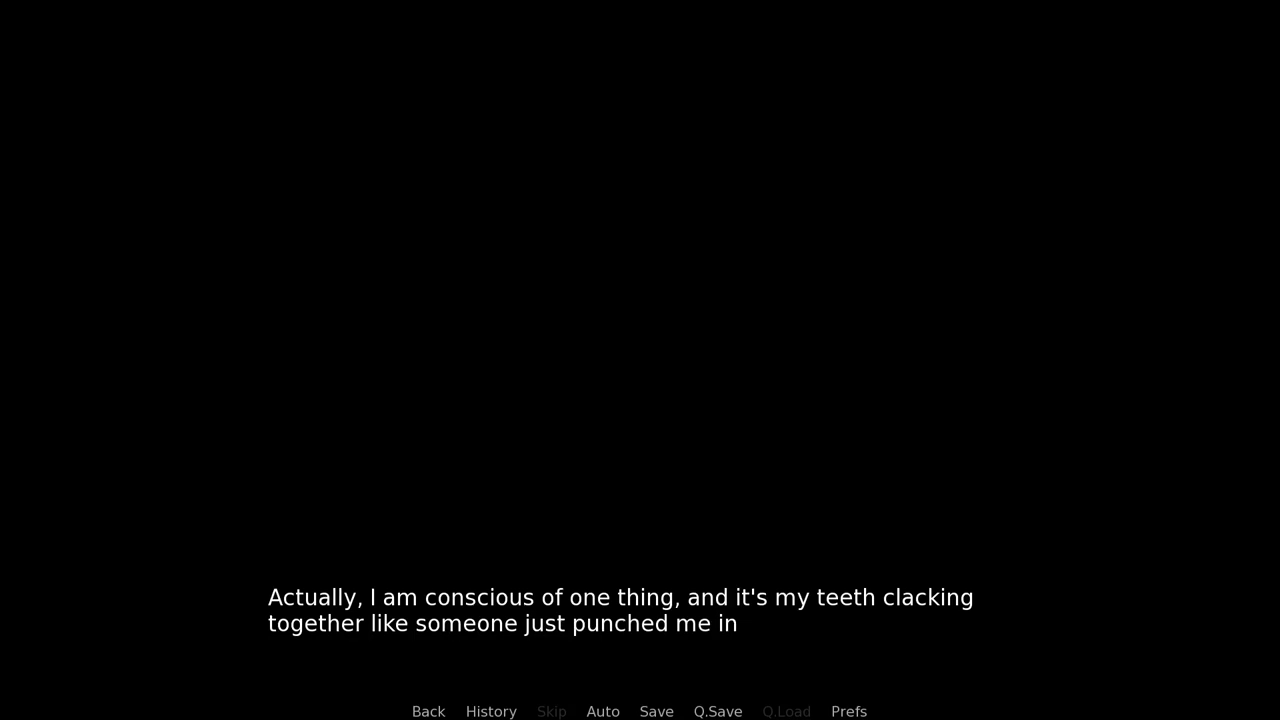 Actually, I am conscious of one thing, and it's my teeth clacking
together like someone just punched me in
Back History Skip Auto Save Q.Save Q.Load Prefs